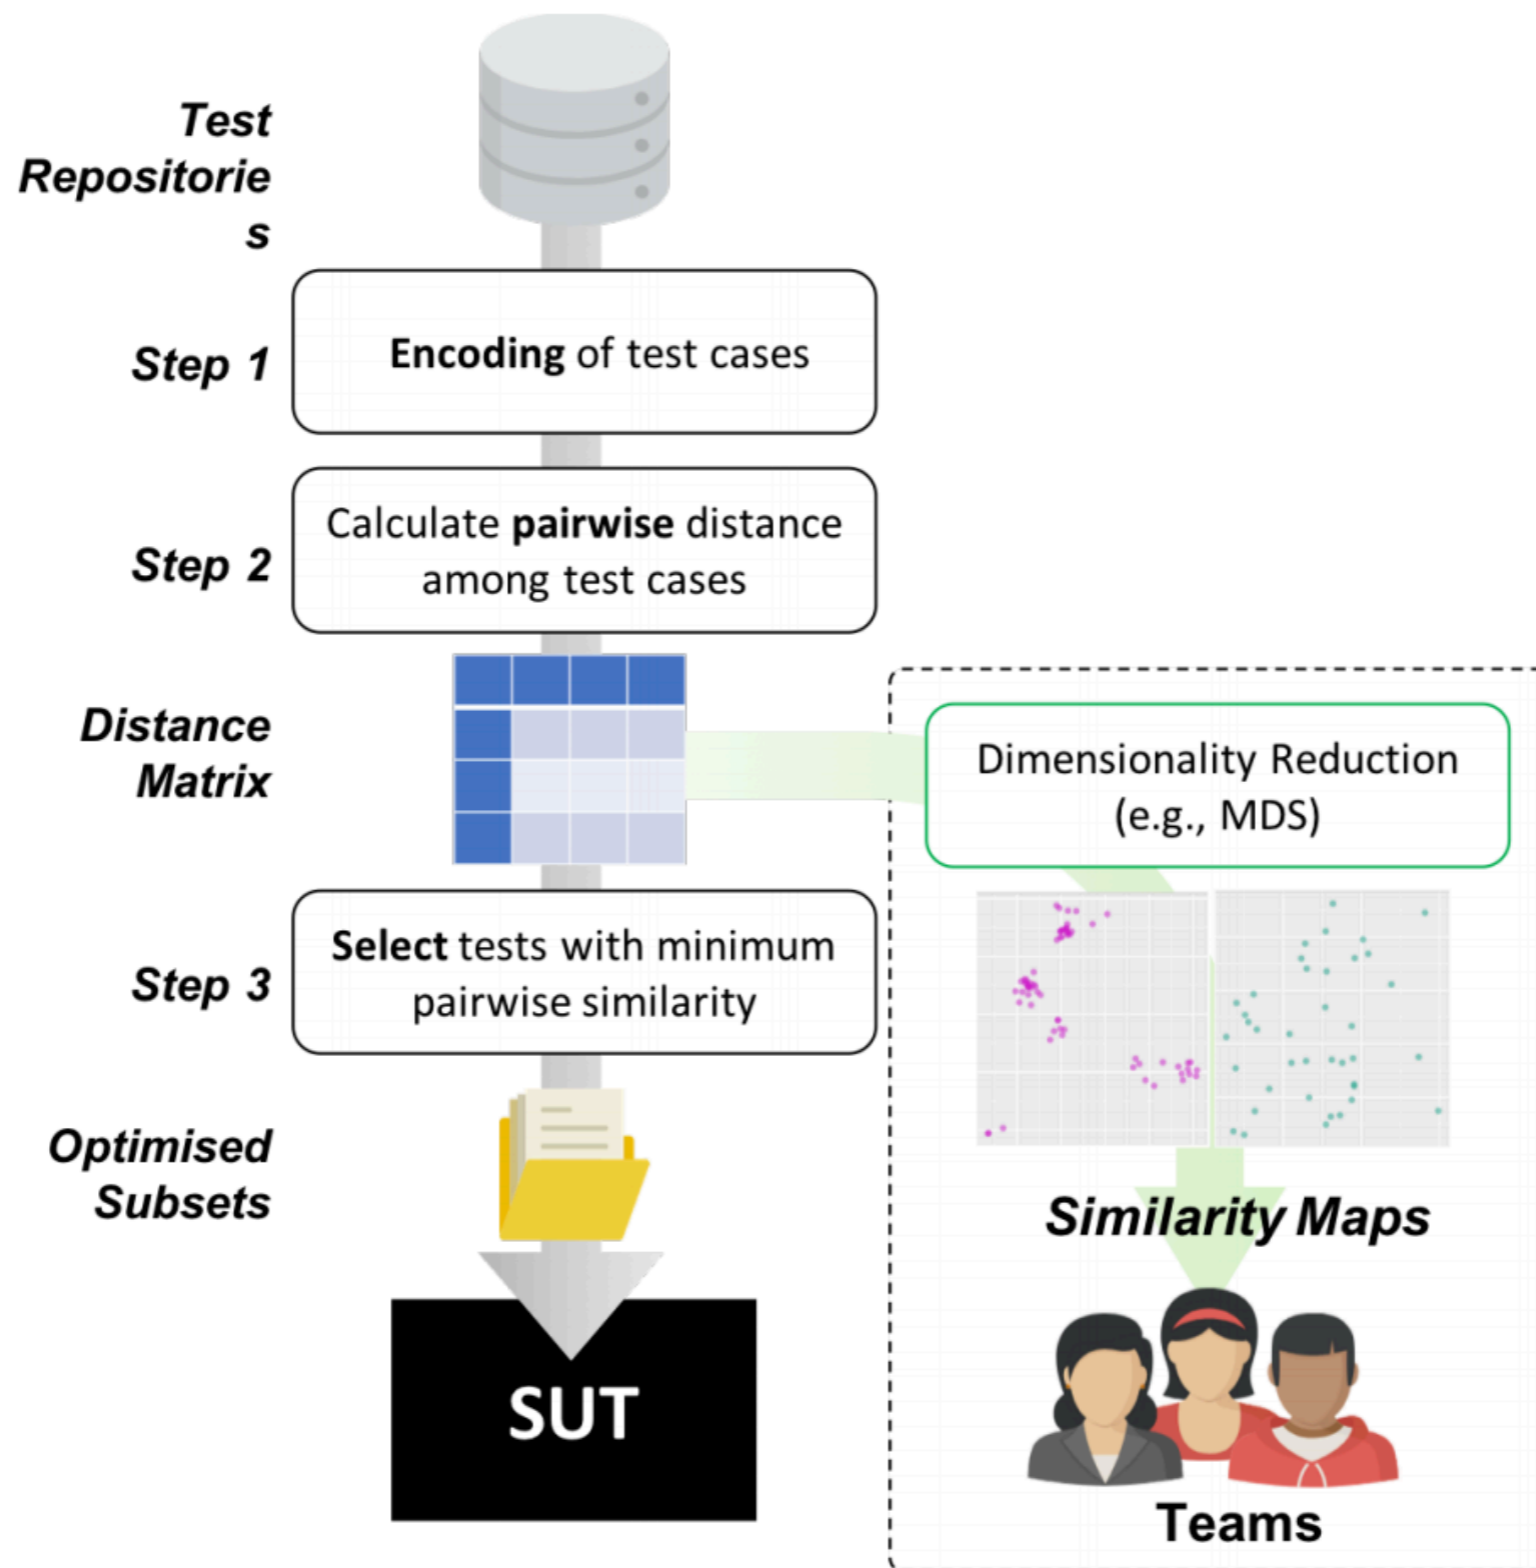 Test
Repositorie
s
Step 1
Encoding of test cases
Step 2
Calculate pairwise distance
among test cases
Distance
Matrix
Dimensionality Reduction
(e.g., MDS)
Step 3
Select tests with minimum
pairwise similarity
Optimised
Subsets
Similarity Maps
SUT
Teams